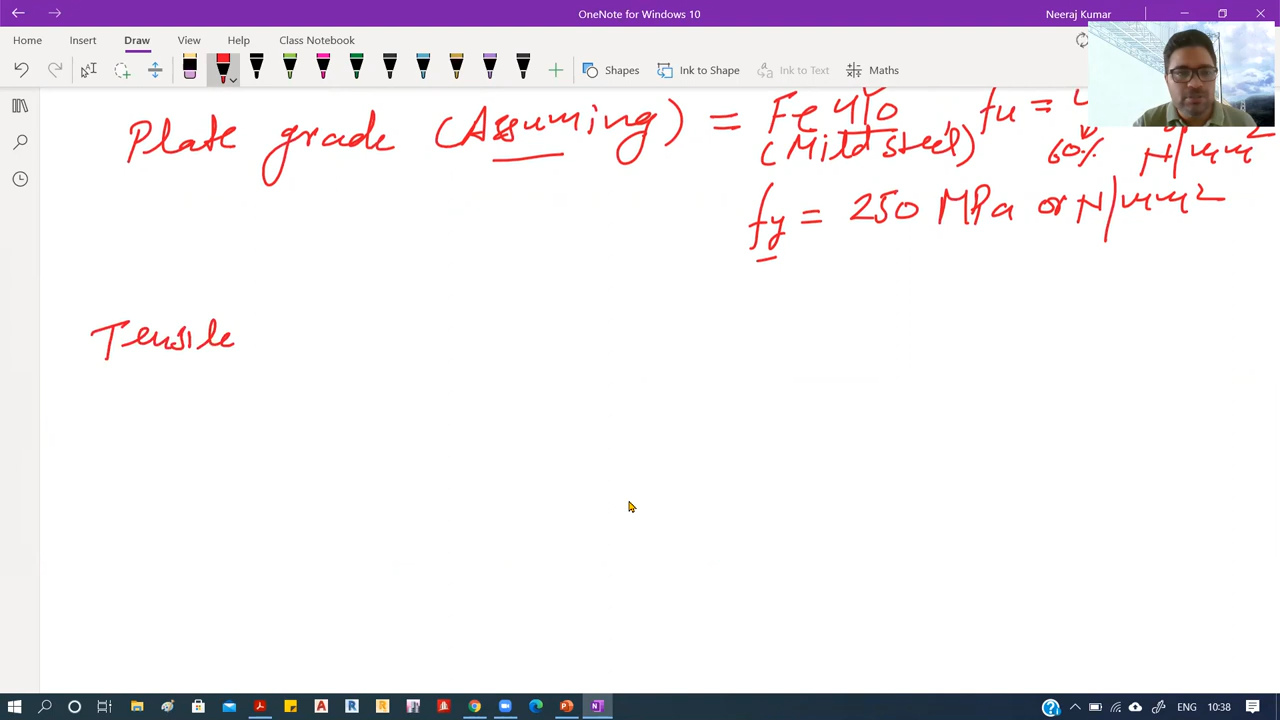 OneNote for Windows 10
Neeraj Kumar
Home Insert Draw View Help Class Notebook
Shapes Ink to Shape Ink to Text Maths
Plate grade (Assuming) = Fe 410, fu =
(Mild steel) 60% N/mm2
fy = 250 MPa or N/mm2
Tensile
ENG 10:38